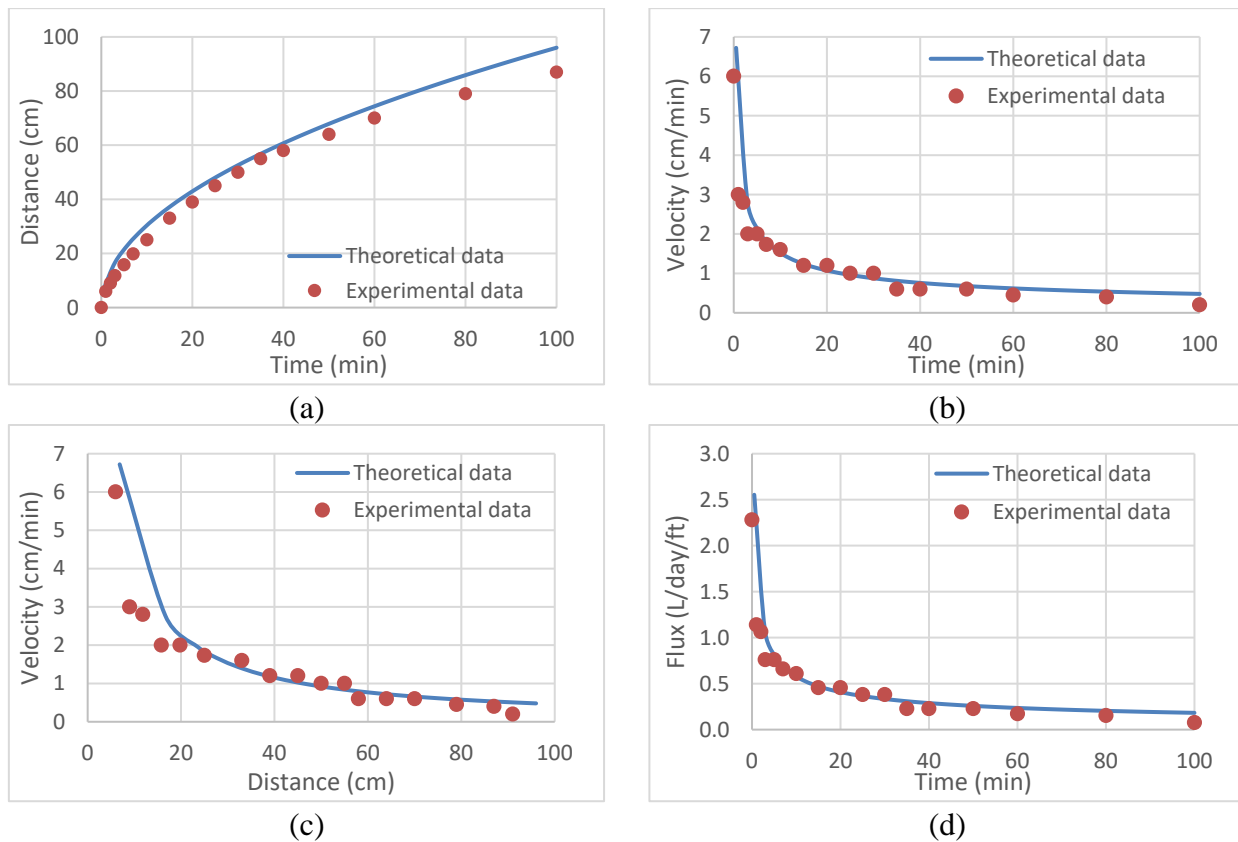 100
80
60
40
20
0
Distance (cm)
Theoretical data
Experimental data
0 20 40 60 80 100
Time (min)
(a)
7
6
5
4
3
2
1
0
Velocity (cm/min)
Theoretical data
Experimental data
0 20 40 60 80 100
Time (min)
(b)
7
6
5
4
3
2
1
0
Velocity (cm/min)
Theoretical data
Experimental data
0 20 40 60 80 100
Distance (cm)
(c)
3.0
2.5
2.0
1.5
1.0
0.5
0.0
Flux (L/day/ft)
Theoretical data
Experimental data
0 20 40 60 80 100
Time (min)
(d)